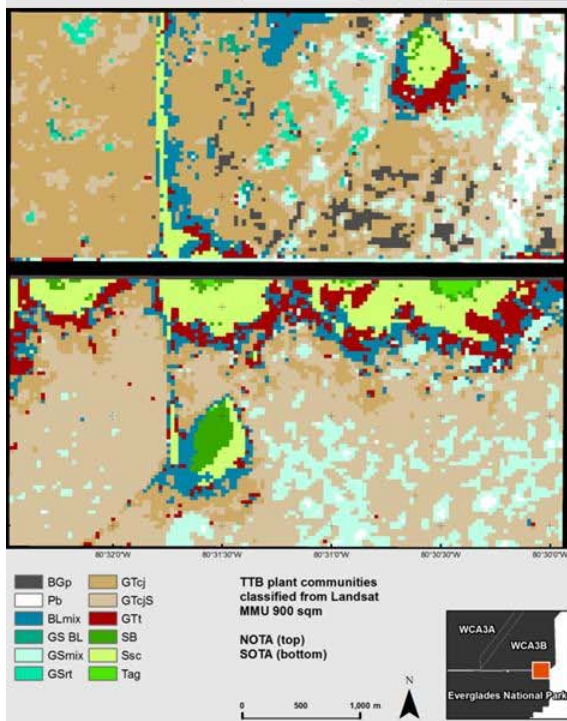 80°32'0"W 80°31'30"W 80°31'0"W 80°30'30"W 80°30'0"W
BGp
Pb
BLmix
GS BL
GSmix
GSrt
GTcj
GTcjS
GTt
SB
Ssc
Tag
TTB plant communities
classified from Landsat
MMU 900 sqm
NOTA (top)
SOTA (bottom)
0 500 1,000 m
N
WCA3A
WCA3B
Everglades National Park